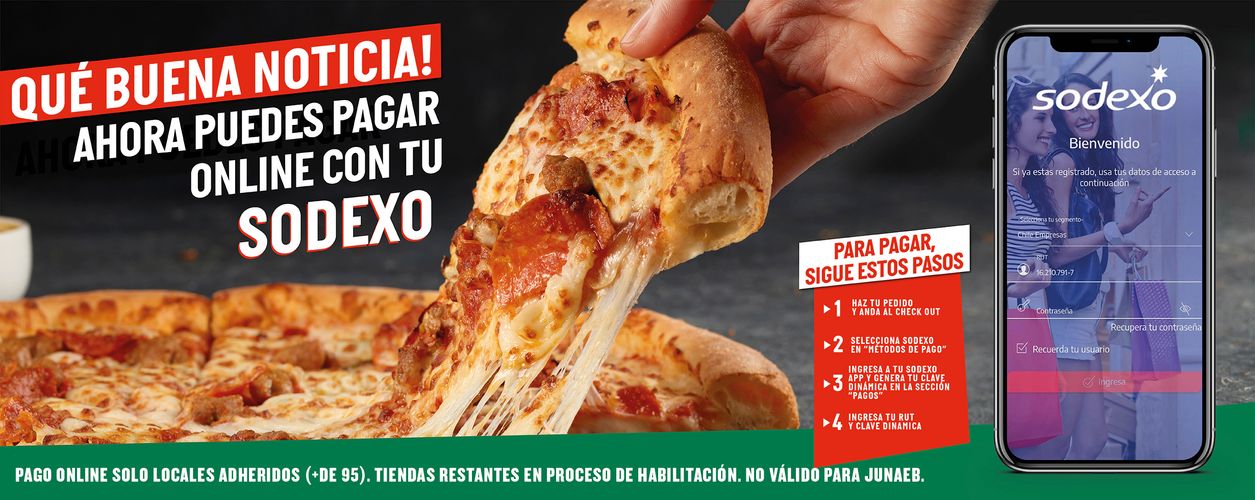 QUÉ BUENA NOTICIA!
AHORA PUEDES PAGAR
ONLINE CON TU
SODEXO
PARA PAGAR,
SIGUE ESTOS PASOS
1 HAZ TU PEDIDO
Y ANDA AL CHECK OUT
2 SELECCIONA SODEXO
EN "MÉTODOS DE PAGO"
3 INGRESA A TU SODEXO
APP Y GENERA TU CLAVE
DINÁMICA EN LA SECCIÓN
"PAGOS"
4 INGRESA TU RUT
Y CLAVE DINÁMICA
sodexo
Bienvenido
Si ya estas registrado, usa tus datos de acceso a
continuación
Selecciona tu segmento
Chile Empresas
RUT
16.210.791-7
Contraseña
Recupera tu contraseña
Recuerda tu usuario
Ingresa
PAGO ONLINE SOLO LOCALES ADHERIDOS (+DE 95). TIENDAS RESTANTES EN PROCESO DE HABILITACIÓN. NO VÁLIDO PARA JUNAEB.